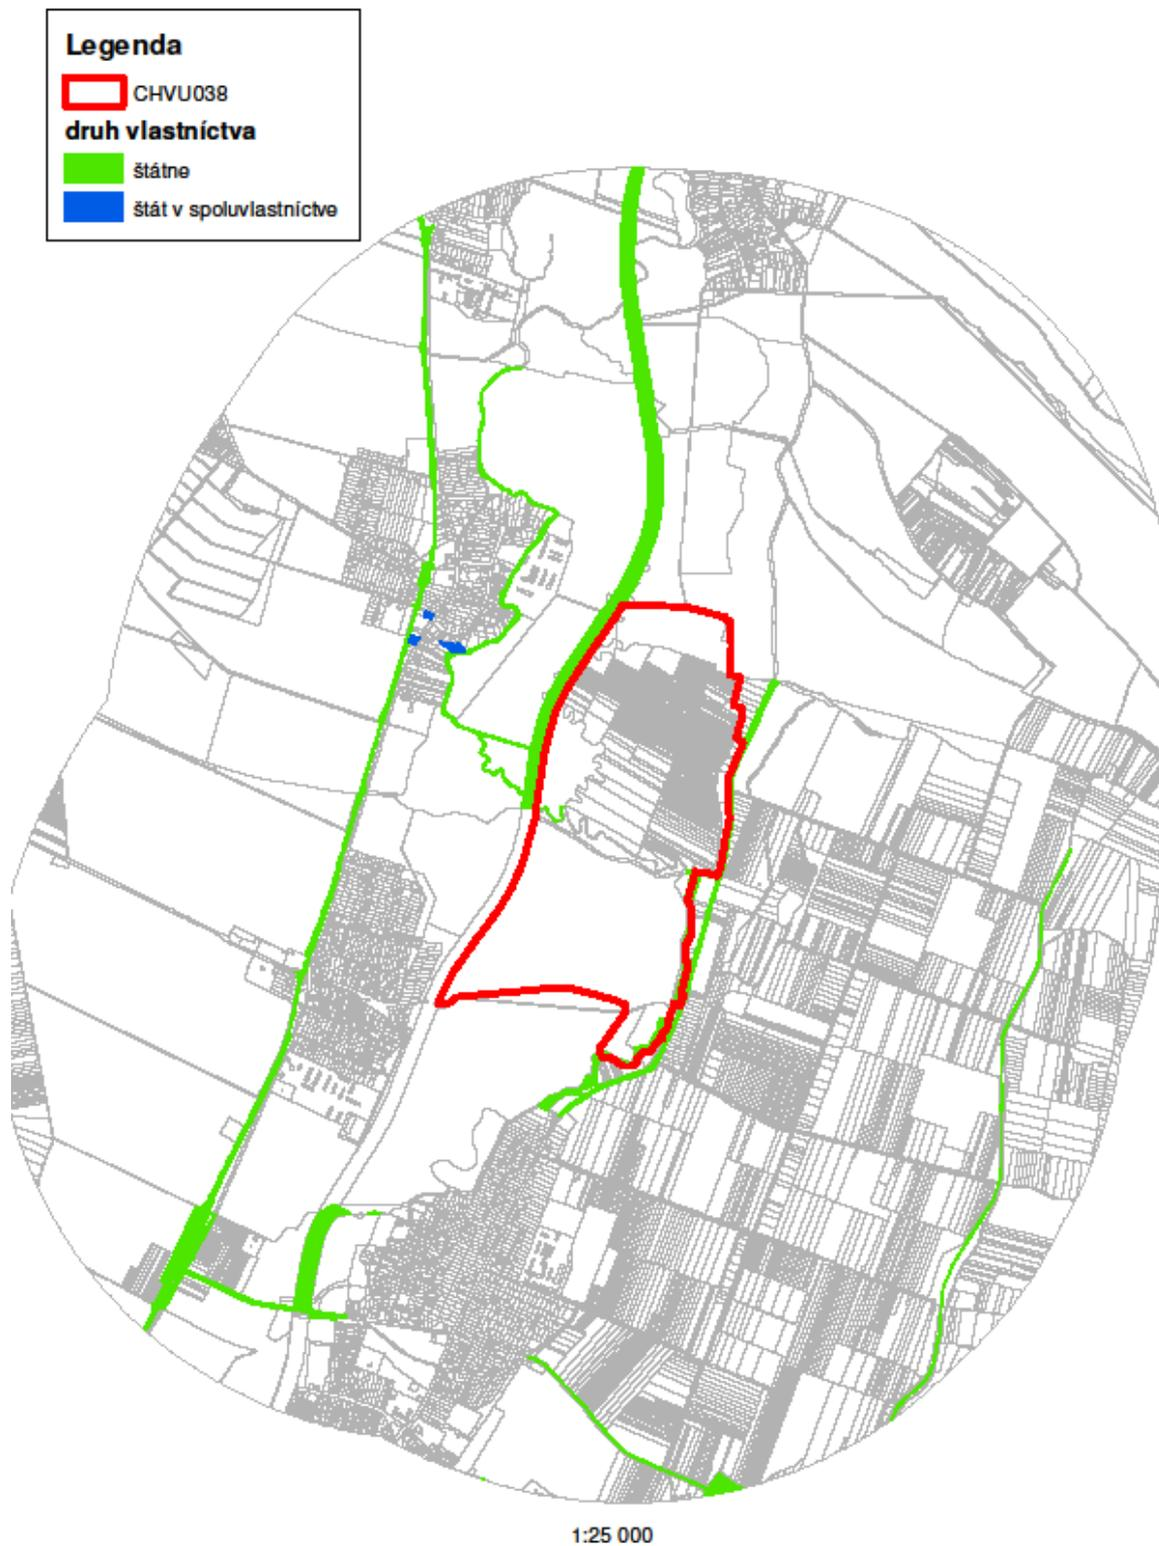 Legenda
CHVU038
druh vlastníctva
štátne
štát v spoluvlastníctve
1:25 000